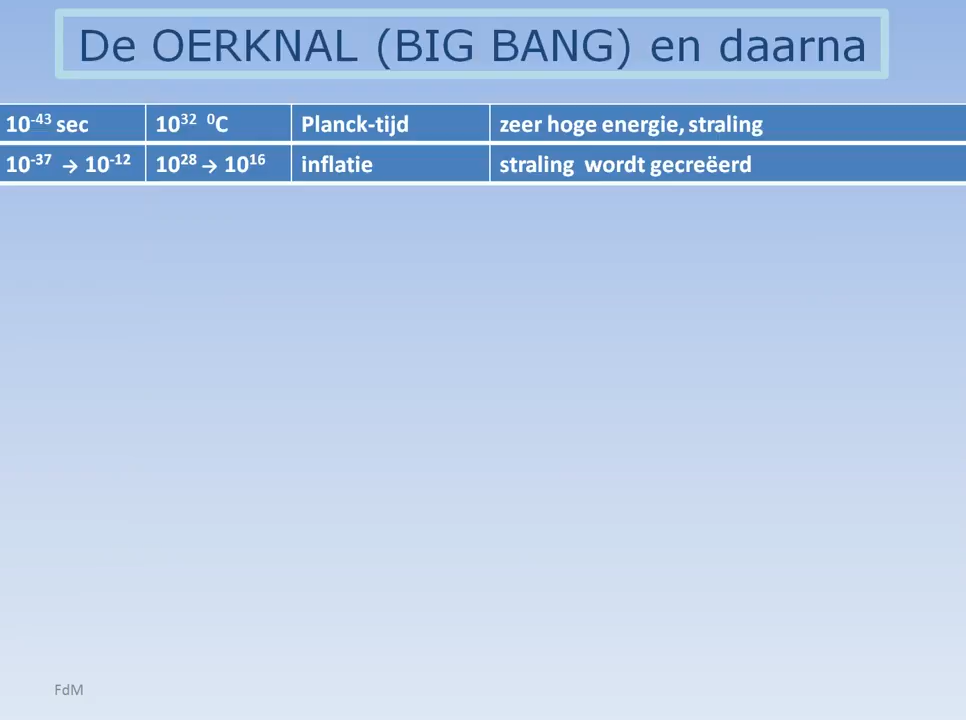 De OERKNAL (BIG BANG) en daarna
10⁻⁴³ sec 10³² ⁰C Planck-tijd zeer hoge energie, straling
10⁻³⁷ → 10⁻¹² 10²⁸ → 10¹⁶ inflatie straling wordt gecreëerd
FdM